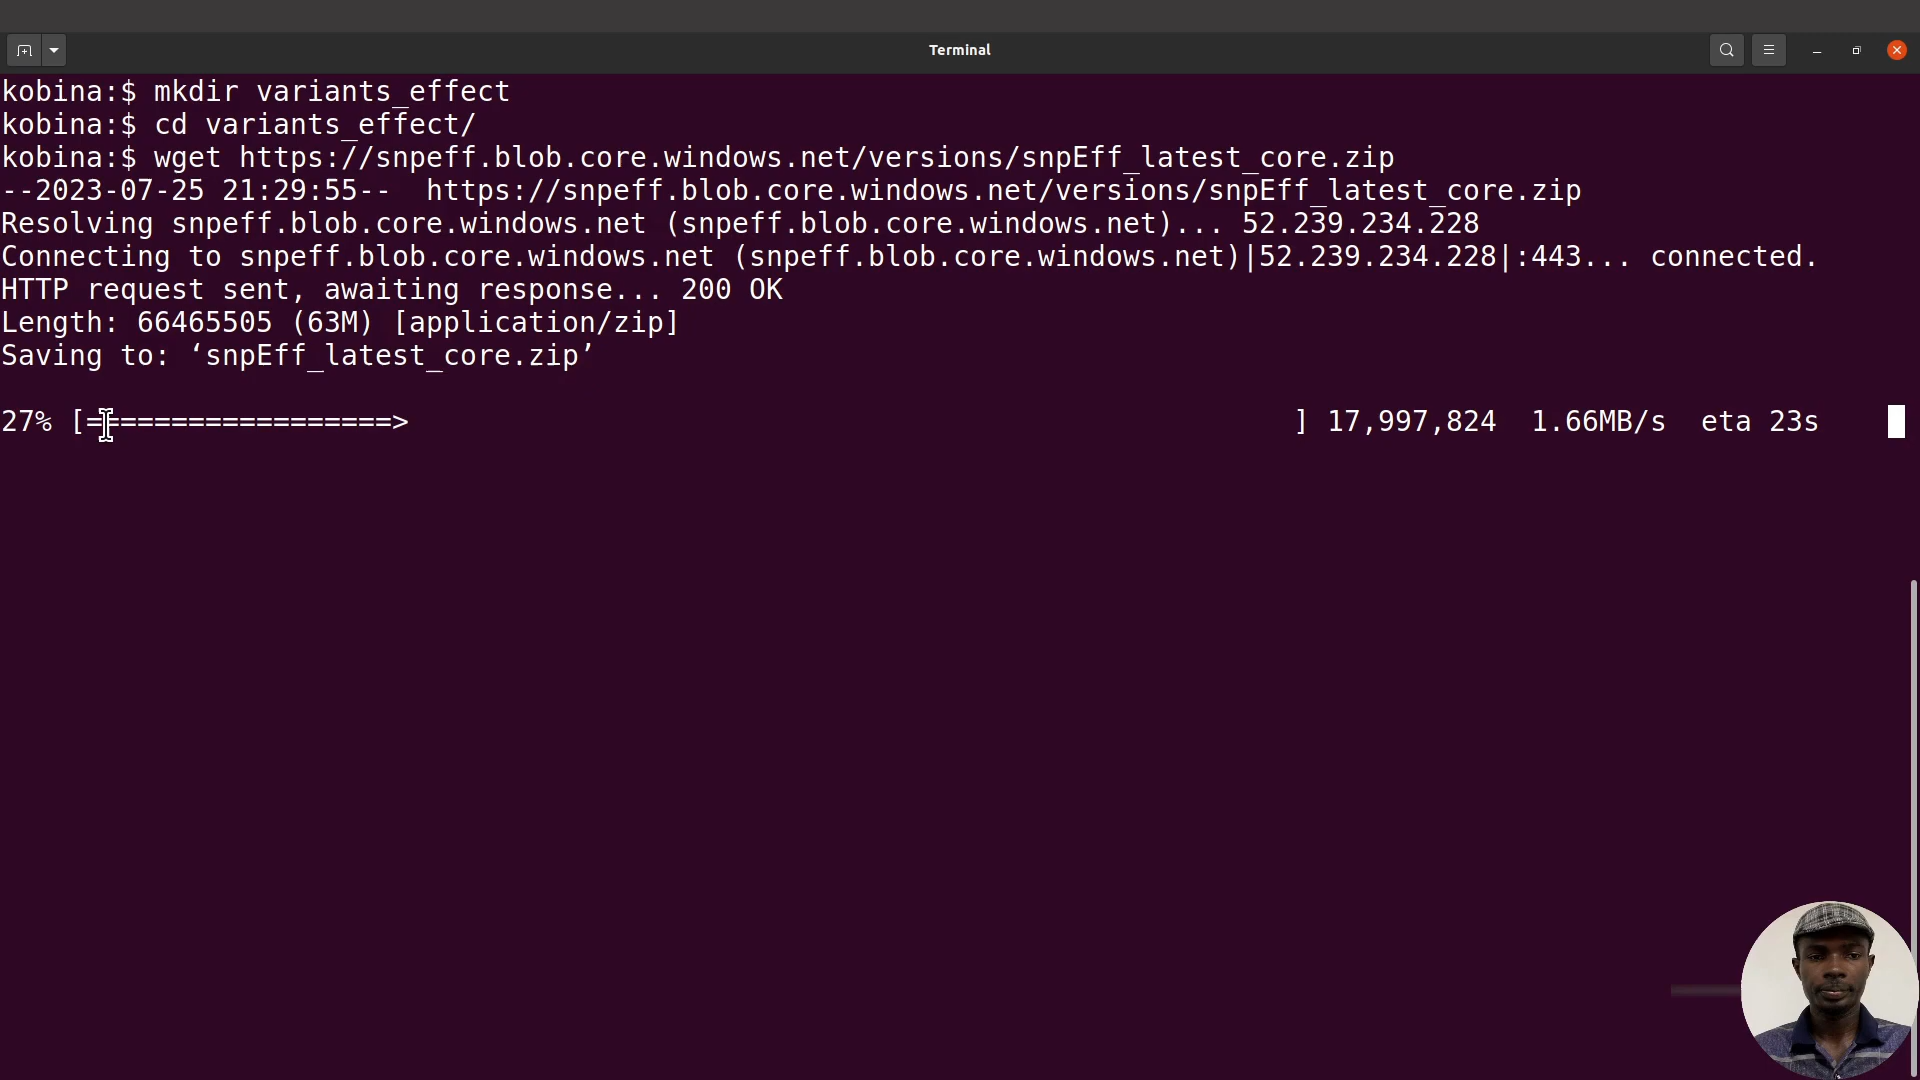 Terminal
kobina:$ mkdir variants_effect
kobina:$ cd variants_effect/
kobina:$ wget https://snpeff.blob.core.windows.net/versions/snpEff_latest_core.zip
--2023-07-25 21:29:55--  https://snpeff.blob.core.windows.net/versions/snpEff_latest_core.zip
Resolving snpeff.blob.core.windows.net (snpeff.blob.core.windows.net)... 52.239.234.228
Connecting to snpeff.blob.core.windows.net (snpeff.blob.core.windows.net)|52.239.234.228|:443... connected.
HTTP request sent, awaiting response... 200 OK
Length: 66465505 (63M) [application/zip]
Saving to: ‘snpEff_latest_core.zip’
27% [==================>                                                    ] 17,997,824  1.66MB/s  eta 23s